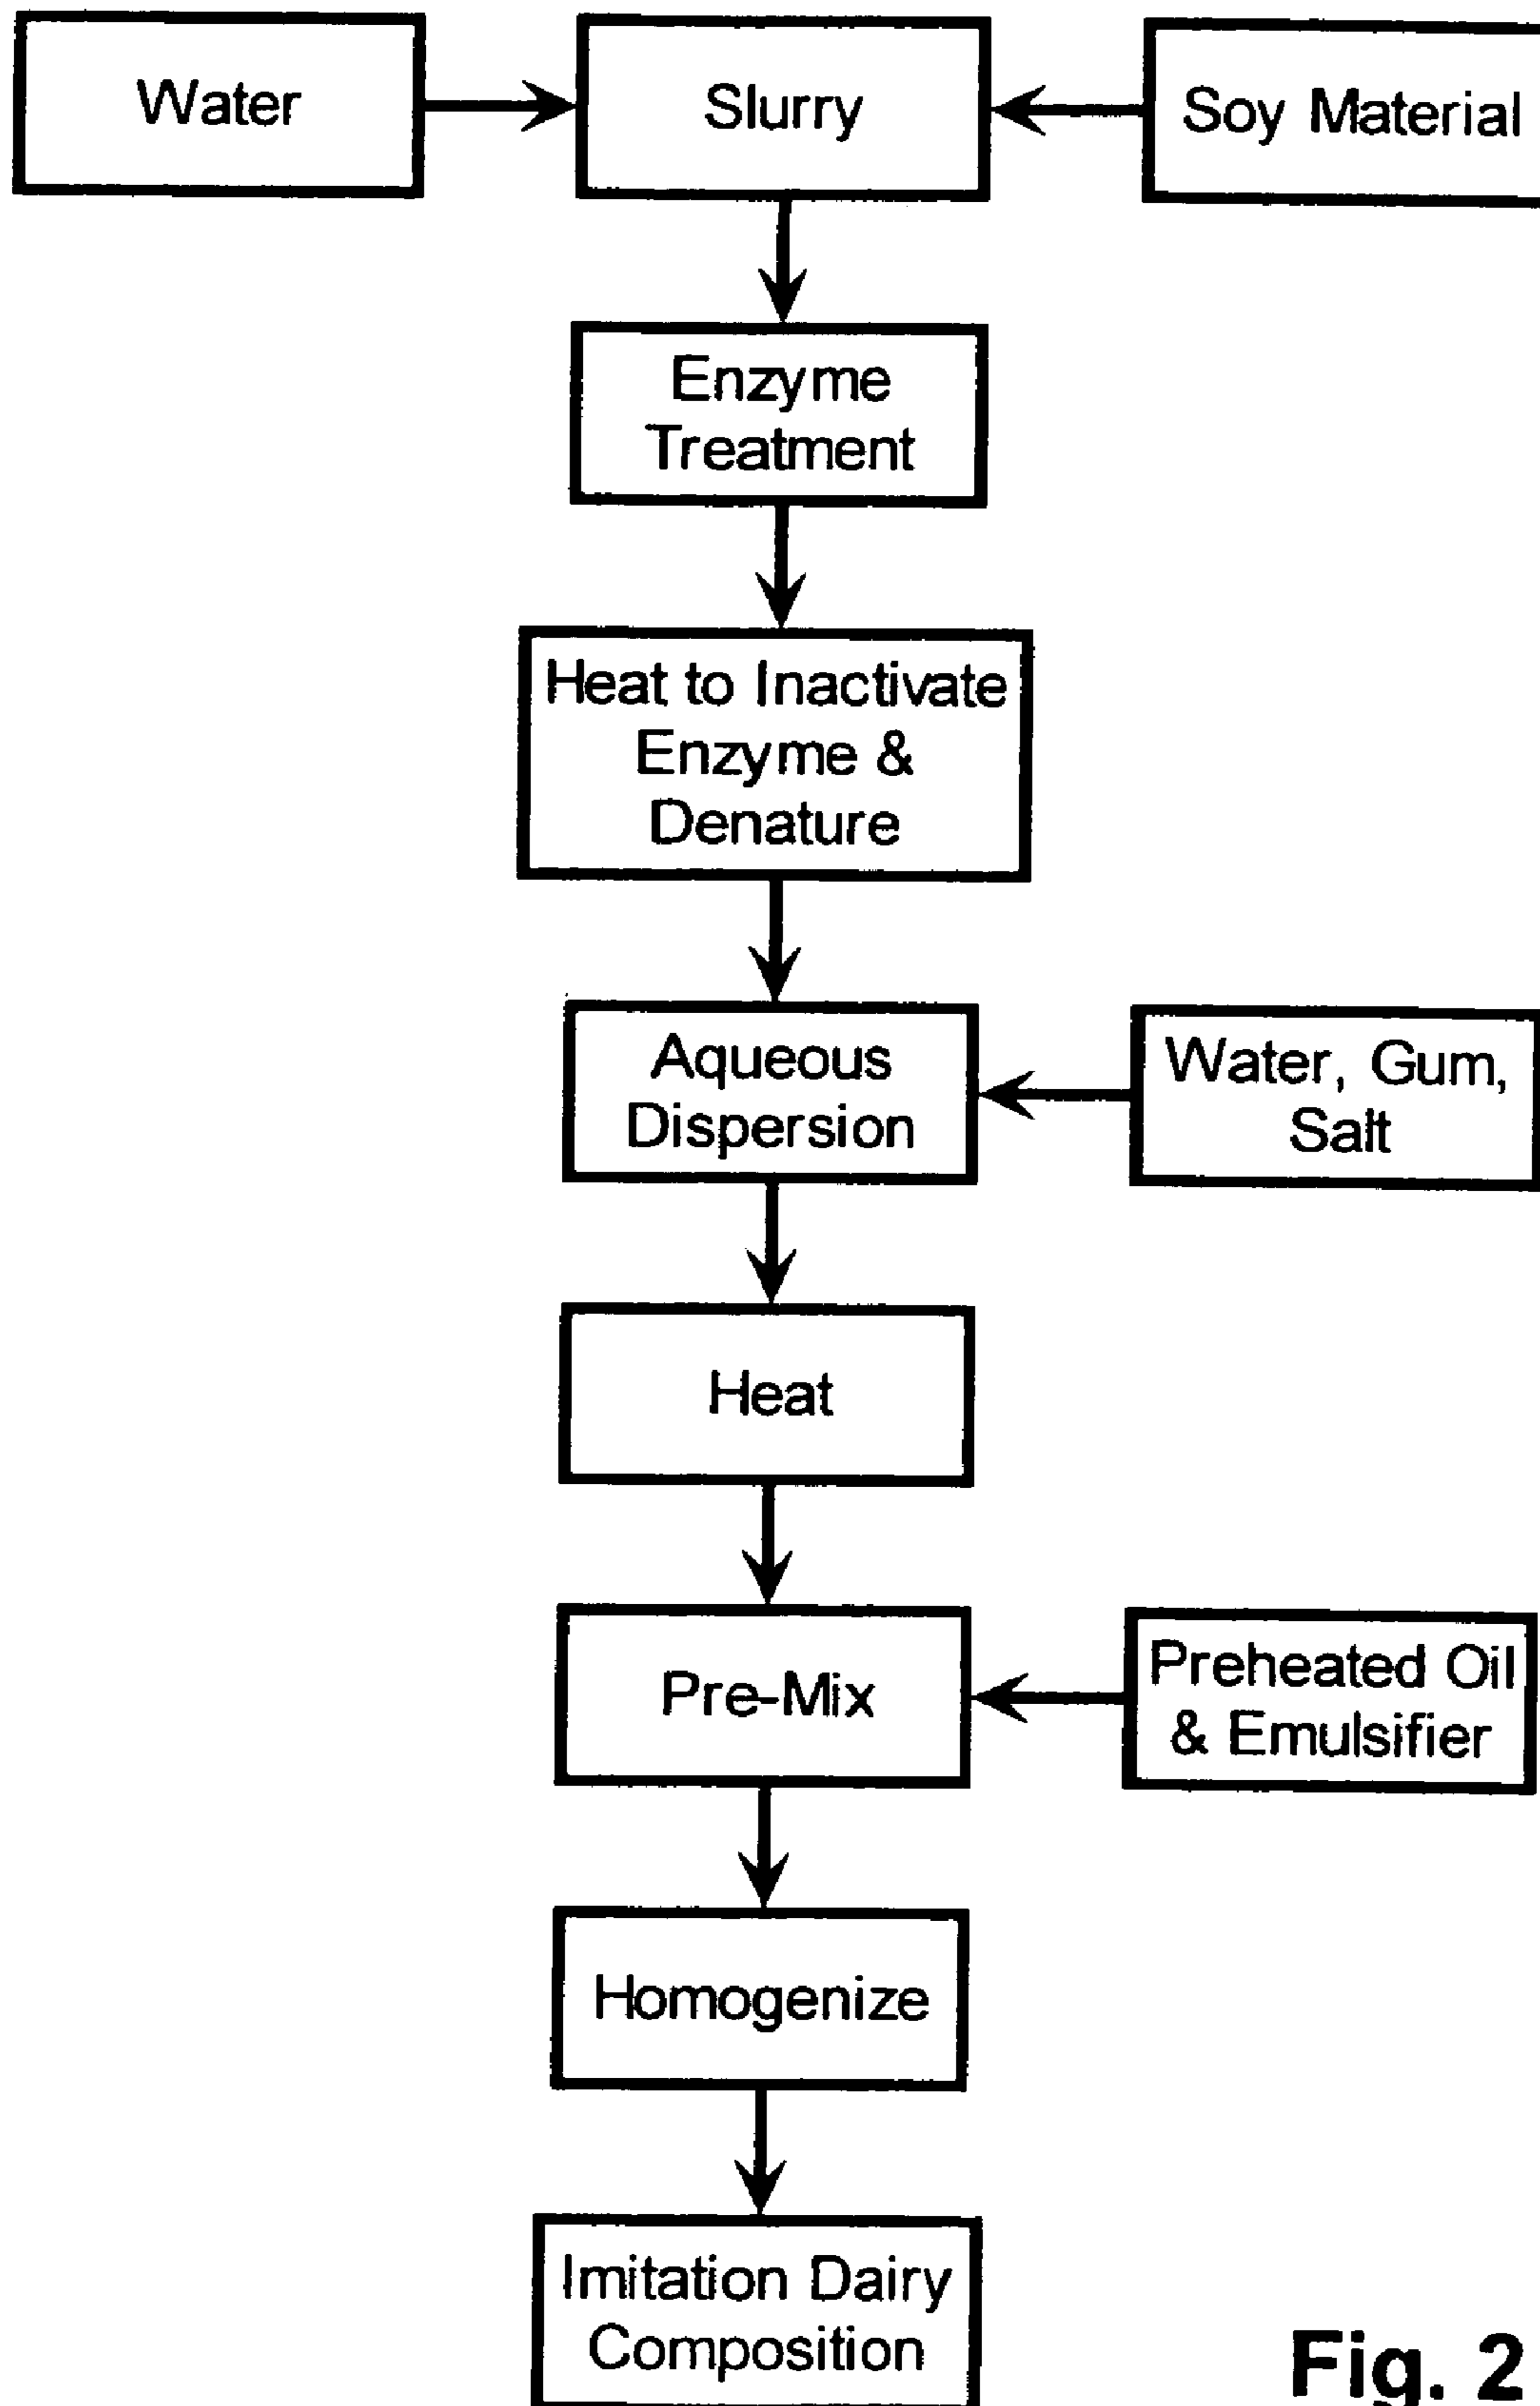 Water
Slurry
Soy Material
Enzyme
Treatment
Heat to Inactivate
Enzyme &
Denature
Aqueous
Dispersion
Water, Gum,
Salt
Heat
Pre-Mix
Preheated Oil
& Emulsifier
Homogenize
Imitation Dairy
Composition
Fig. 2